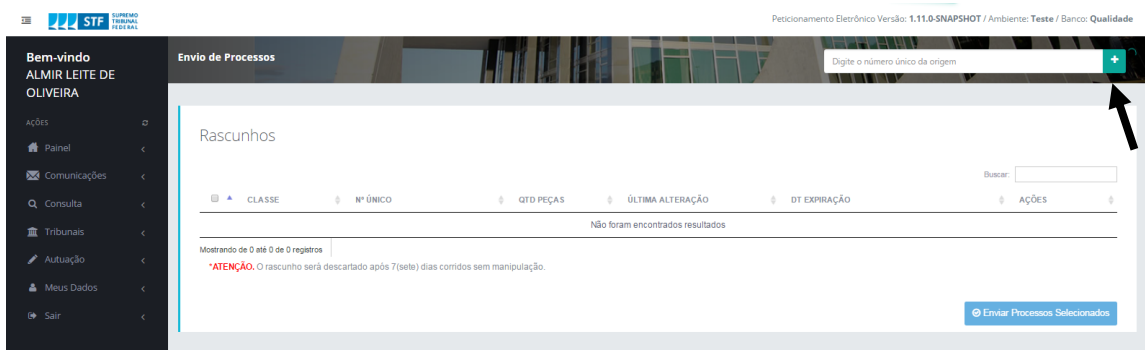 STF SUPREMO TRIBUNAL FEDERAL
Peticionamento Eletrônico Versão: 1.11.0-SNAPSHOT / Ambiente: Teste / Banco: Qualidade
Bem-vindo
ALMIR LEITE DE
OLIVEIRA
Envio de Processos
Digite o número único da origem
+
AÇÕES
Painel
Comunicações
Consulta
Tribunais
Autuação
Meus Dados
Sair
Rascunhos
Buscar:
CLASSE N° ÚNICO QTD PEÇAS ÚLTIMA ALTERAÇÃO DT EXPIRAÇÃO AÇÕES
Não foram encontrados resultados
Mostrando de 0 até 0 de 0 registros
*ATENÇÃO. O rascunho será descartado após 7(sete) dias corridos sem manipulação.
Enviar Processos Selecionados